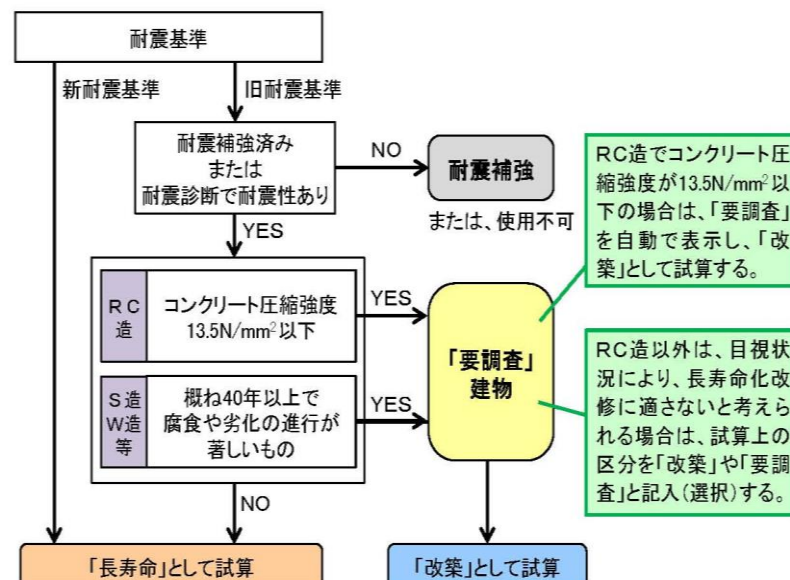 耐震基準
新耐震基準
旧耐震基準
耐震補強済み
または
耐震診断で耐震性あり
NO
耐震補強
または、使用不可
YES
RC造でコンクリート圧
縮強度が13.5N/mm²以
下の場合は、「要調査」
を自動で表示し、「改
築」として試算する。
RC
造
コンクリート圧縮強度
13.5N/mm²以下
YES
「要調査」
建物
S造
W造
等
概ね40年以上で
腐食や劣化の進行が
著しいもの
YES
RC造以外は、目視状
況により、長寿命化改
修に適さないと考えら
れる場合は、試算上の
区分を「改築」や「要調
査」と記入(選択)する。
NO
「長寿命」として試算
「改築」として試算